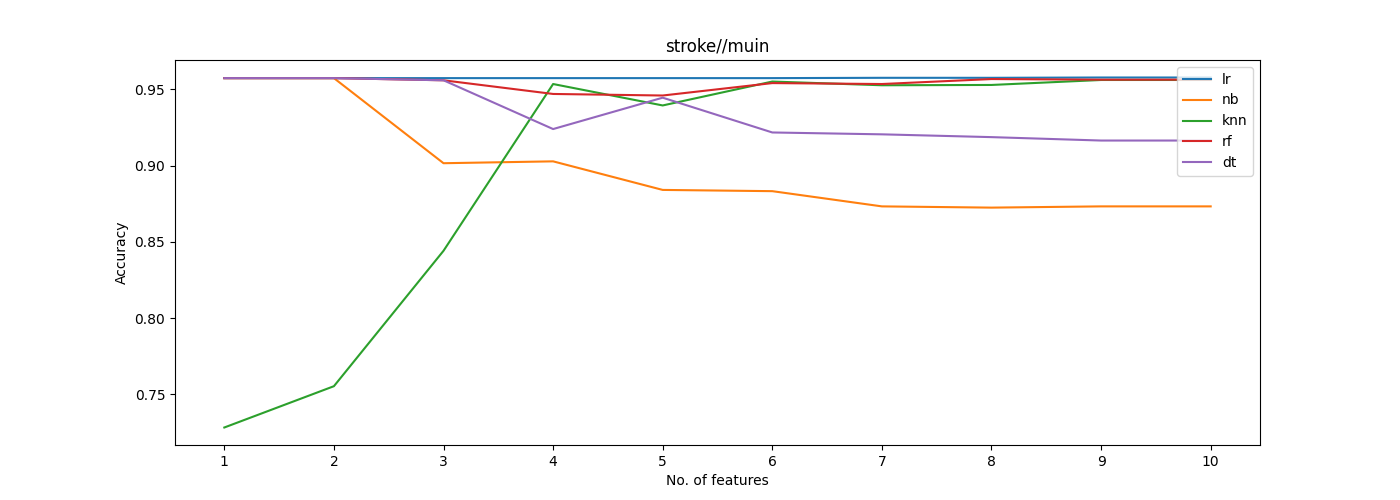 stroke//muin
Accuracy
0.95
0.90
0.85
0.80
0.75
lr
nb
knn
rf
dt
1 2 3 4 5 6 7 8 9 10
No. of features